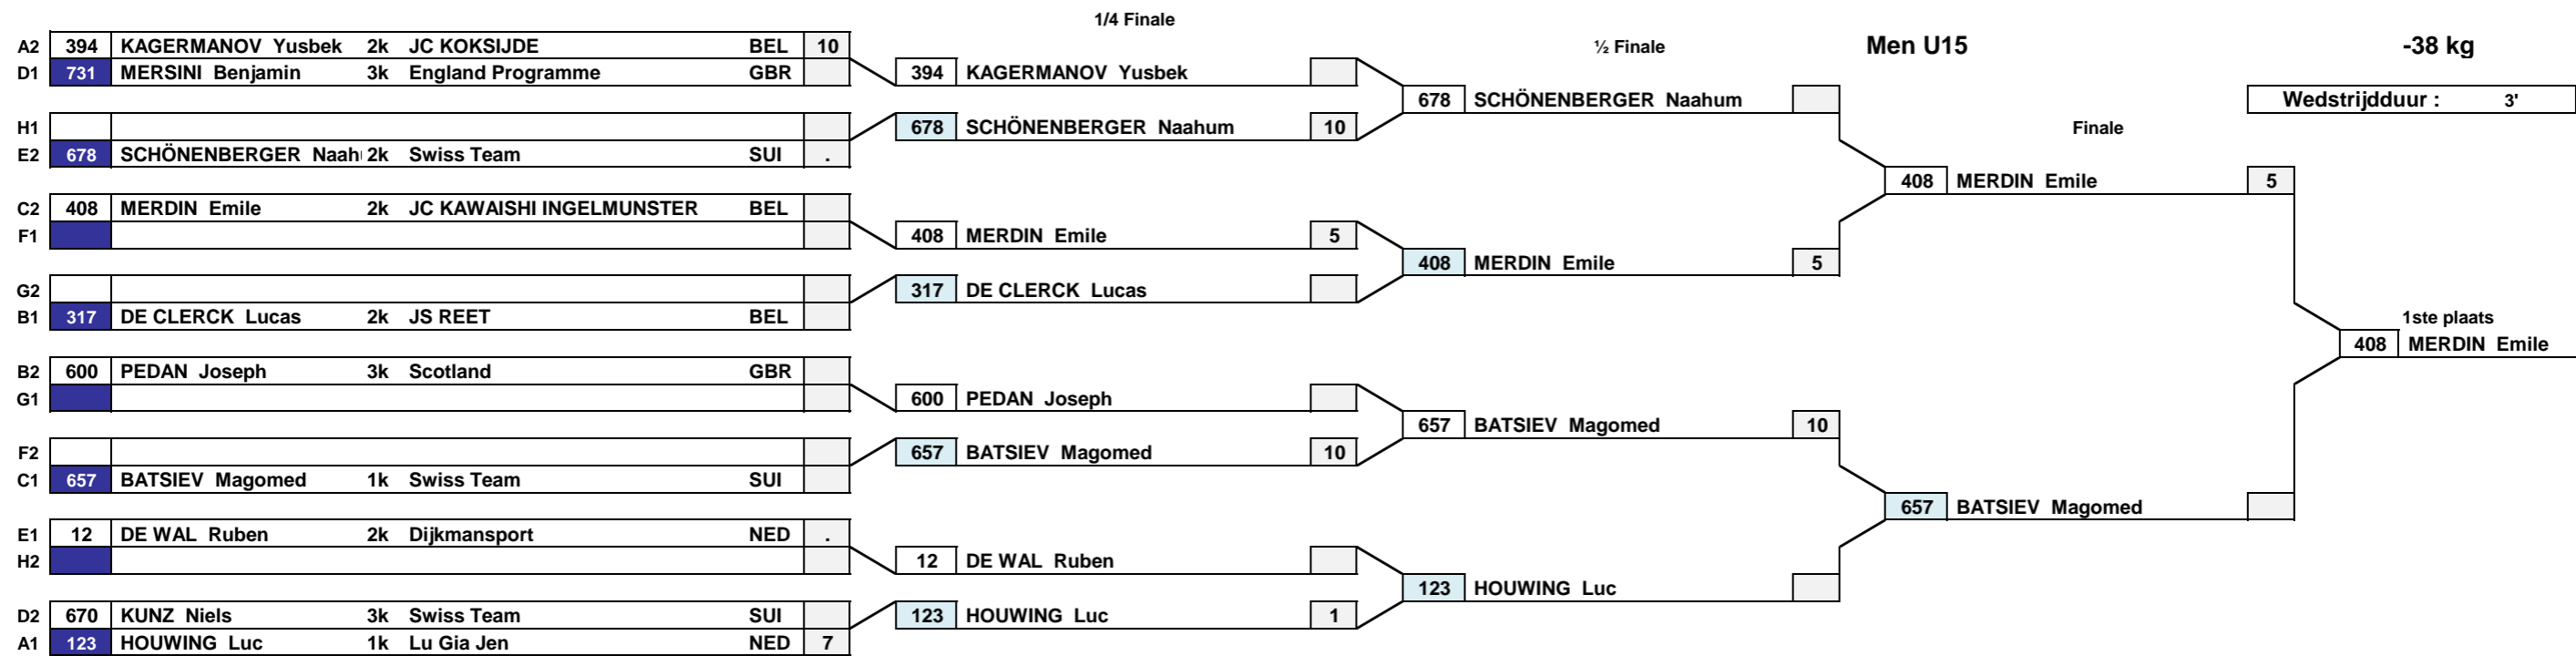 1/4 Finale
A2 394 KAGERMANOV Yusbek 2k JC KOKSIJDE BEL 10 ½ Finale Men U15 -38 kg
D1 731 MERSINI Benjamin 3k England Programme GBR 394 KAGERMANOV Yusbek
678 SCHÖNENBERGER Naahum Wedstrijdduur : 3'
H1 678 SCHÖNENBERGER Naahum 10 Finale
E2 678 SCHÖNENBERGER Naah 2k Swiss Team SUI .
408 MERDIN Emile 5
C2 408 MERDIN Emile 2k JC KAWAISHI INGELMUNSTER BEL
F1 408 MERDIN Emile 5
408 MERDIN Emile 5
G2 317 DE CLERCK Lucas
B1 317 DE CLERCK Lucas 2k JS REET BEL 1ste plaats
408 MERDIN Emile
B2 600 PEDAN Joseph 3k Scotland GBR
G1 600 PEDAN Joseph
657 BATSIEV Magomed 10
F2 657 BATSIEV Magomed 10
C1 657 BATSIEV Magomed 1k Swiss Team SUI
657 BATSIEV Magomed
E1 12 DE WAL Ruben 2k Dijkmansport NED .
H2 12 DE WAL Ruben
123 HOUWING Luc
D2 670 KUNZ Niels 3k Swiss Team SUI 123 HOUWING Luc 1
A1 123 HOUWING Luc 1k Lu Gia Jen NED 7